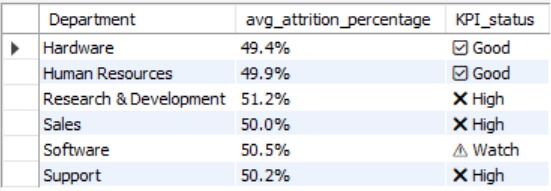 Department avg_attrition_percentage KPI_status
Hardware 49.4% ☑ Good
Human Resources 49.9% ☑ Good
Research & Development 51.2% ❌ High
Sales 50.0% ❌ High
Software 50.5% ⚠ Watch
Support 50.2% ❌ High